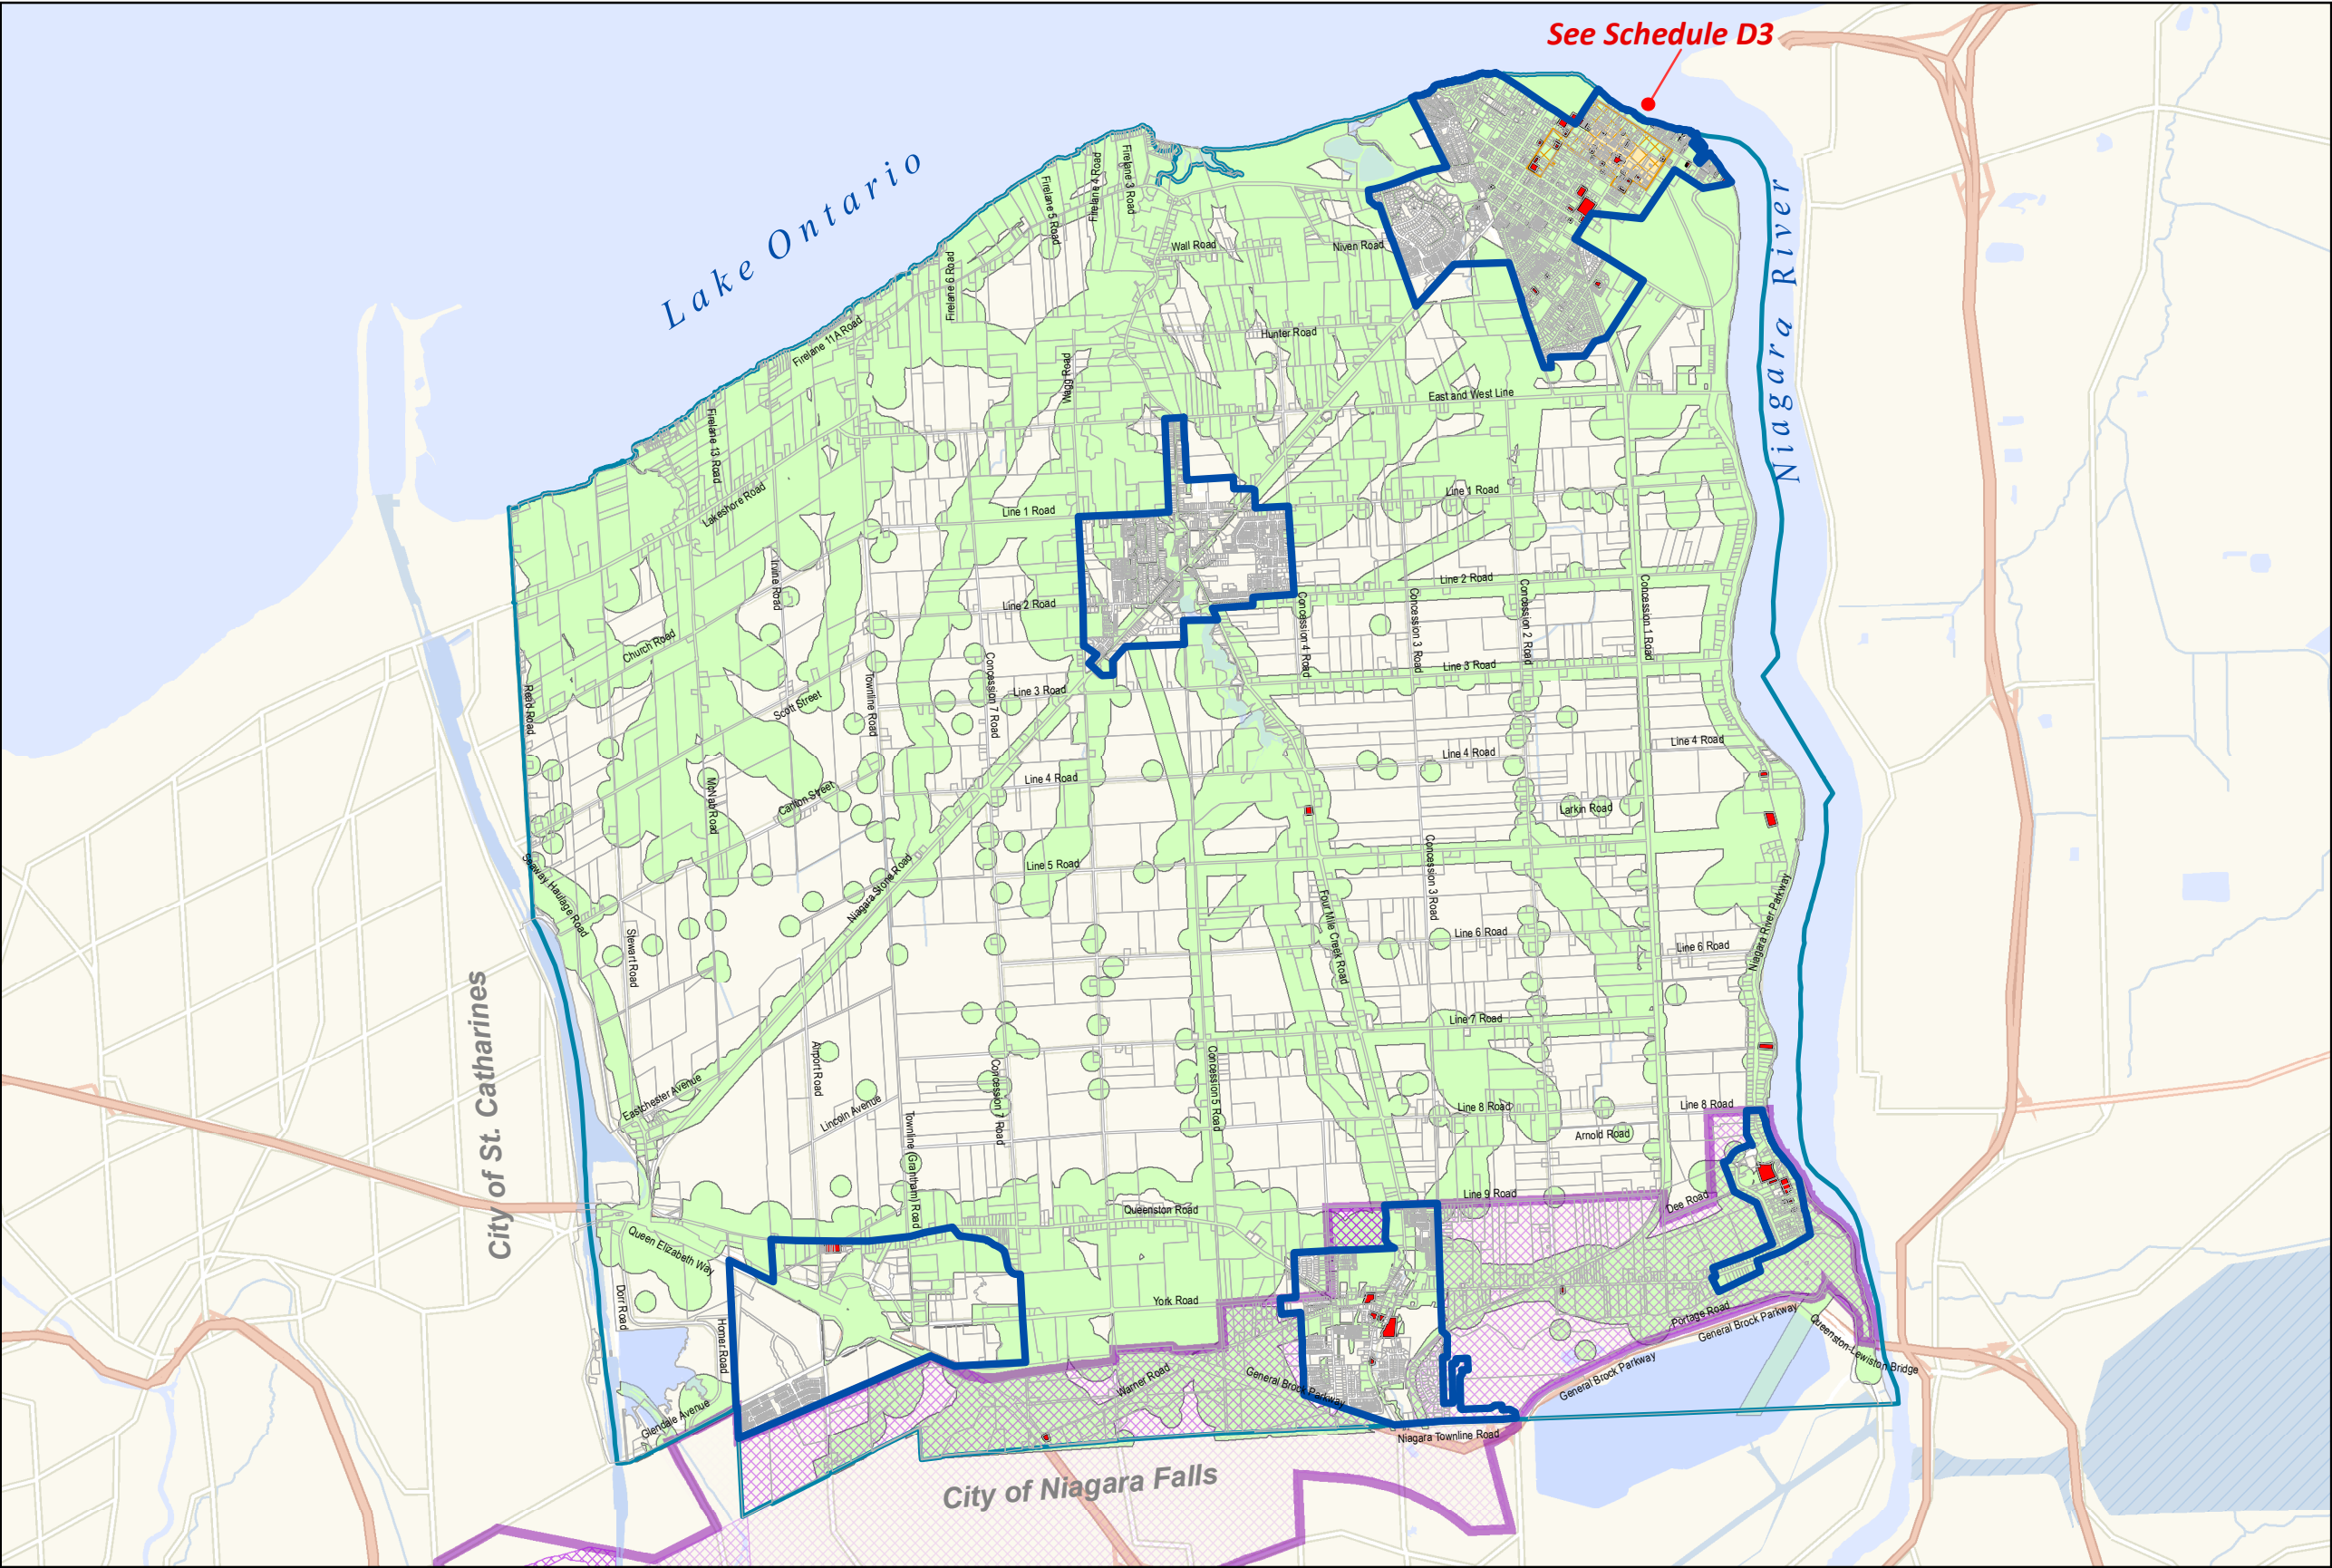 See Schedule D3
Lake Ontario
Niagara River
Firelane 4 Road
Firelane 3 Road
Firelane 5 Road
Wall Road
Niven Road
Firelane 6 Road
Firelane 11A Road
Hunter Road
Wagg Road
East and West Line
Firelane 13 Road
Lakeshore Road
Line 1 Road
Line 1 Road
Irvine Road
Line 2 Road
Line 2 Road
Concession 4 Road
Concession 3 Road
Concession 2 Road
Concession 1 Road
Church Road
Read Road
Scott Street
Townline Road
Concession 7 Road
Line 3 Road
Line 3 Road
Line 4 Road
Line 4 Road
Line 4 Road
McNab Road
Carlton Street
Larkin Road
Seaway Haulage Road
Niagara Stone Road
Line 5 Road
Concession 3 Road
Four Mile Creek Road
Niagara River Parkway
Stewart Road
Line 6 Road
Line 6 Road
Line 7 Road
Airport Road
Concession 7 Road
Concession 5 Road
Eastchester Avenue
Lincoln Avenue
Line 8 Road
Line 8 Road
Arnold Road
Townline (Grantham) Road
City of St. Catharines
Queenston Road
Line 9 Road
Dee Road
Queen Elizabeth Way
Dorr Road
Homer Road
York Road
Portage Road
General Brock Parkway
Queenston-Lewiston Bridge
Warner Road
General Brock Parkway
General Brock Parkway
Glendale Avenue
Niagara Townline Road
City of Niagara Falls